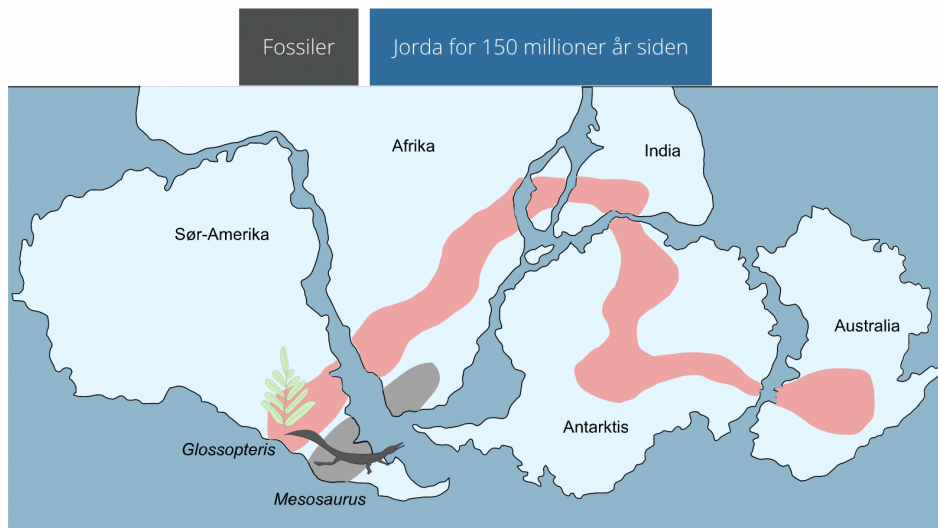 Fossiler
Jorda for 150 millioner år siden
Afrika
India
Sør-Amerika
Australia
Antarktis
Glossopteris
Mesosaurus